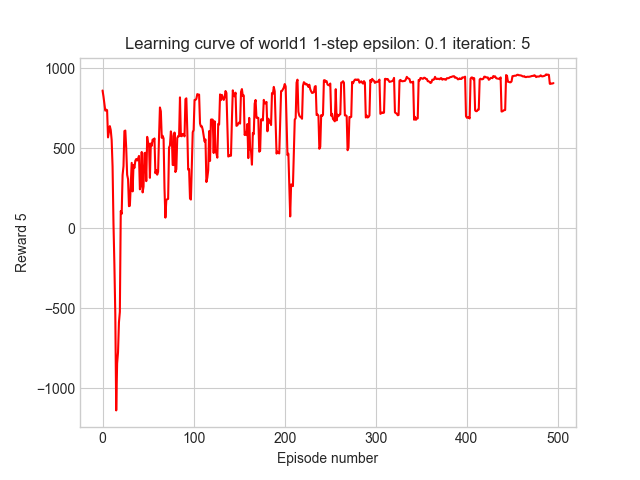 Learning curve of world1 1-step epsilon: 0.1 iteration: 5
1000
500
0
−500
−1000
Reward 5
0 100 200 300 400 500
Episode number